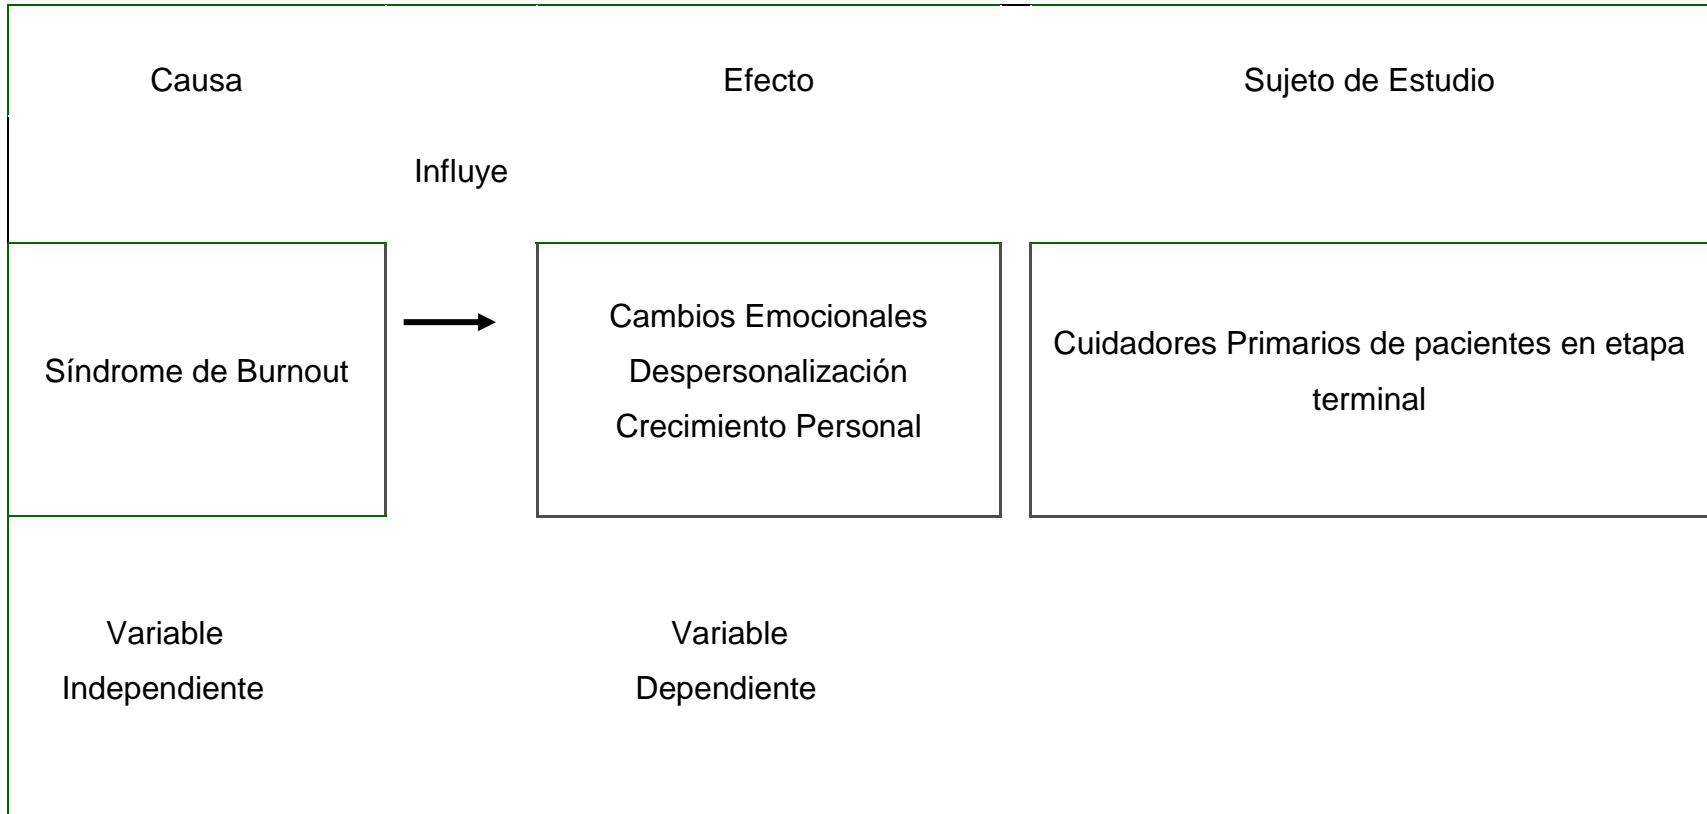 Causa
Efecto
Sujeto de Estudio
Influye
Síndrome de Burnout
Cambios Emocionales
Despersonalización
Crecimiento Personal
Cuidadores Primarios de pacientes en etapa
terminal
Variable
Independiente
Variable
Dependiente